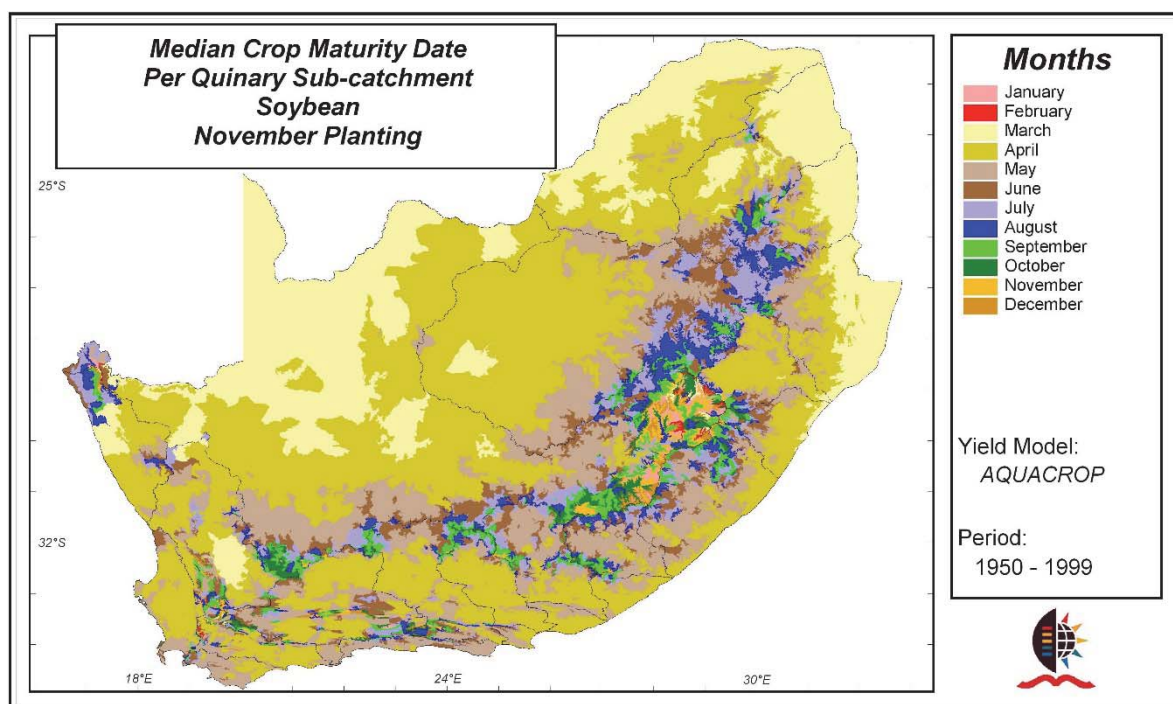 Median Crop Maturity Date
Per Quinary Sub-catchment
Soybean
November Planting
25°S
32°S
18°E
24°E
30°E
Months
January
February
March
April
May
June
July
August
September
October
November
December
Yield Model:
AQUACROP
Period:
1950 - 1999